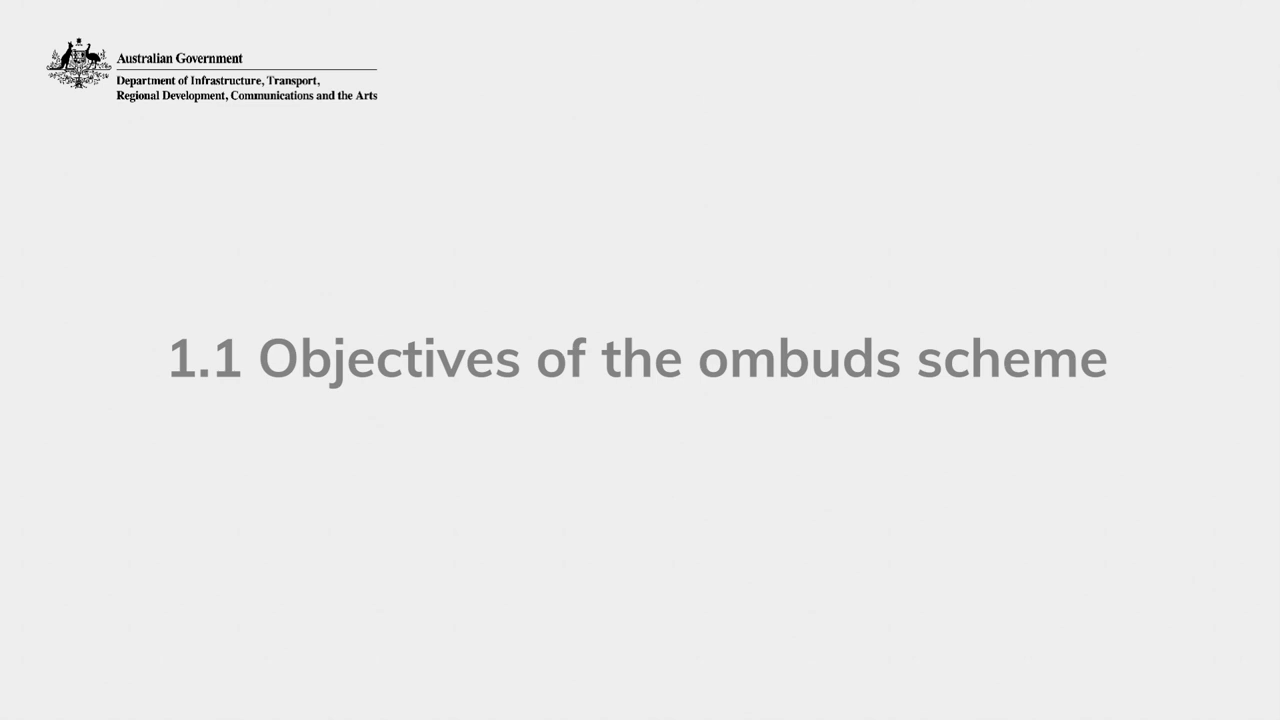 Australian Government
Department of Infrastructure, Transport,
Regional Development, Communications and the Arts
1.1 Objectives of the ombuds scheme